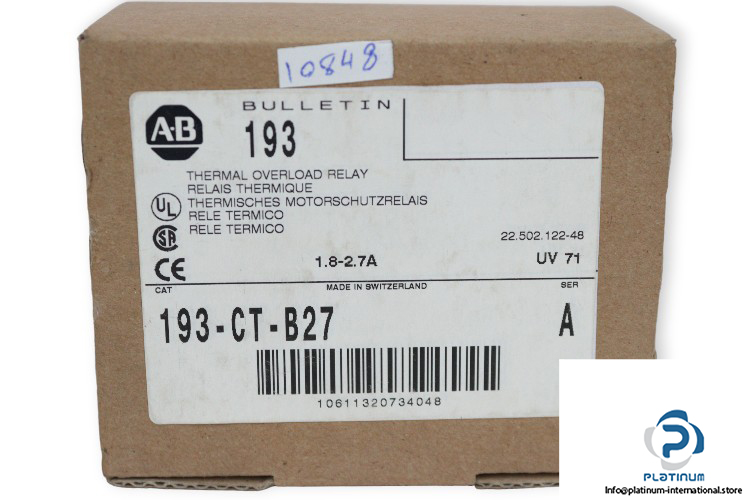 10848
BULLETIN
A-B
193
THERMAL OVERLOAD RELAY
RELAIS THERMIQUE
THERMISCHES MOTORSCHUTZRELAIS
RELE TERMICO
RELE TERMICO
UL
SA
CE
22.502.122-48
1.8-2.7A
UV 71
CAT
MADE IN SWITZERLAND
SER
193-CT-B27
A
10611320734048
PLATINUM
Info@platinum-international.store